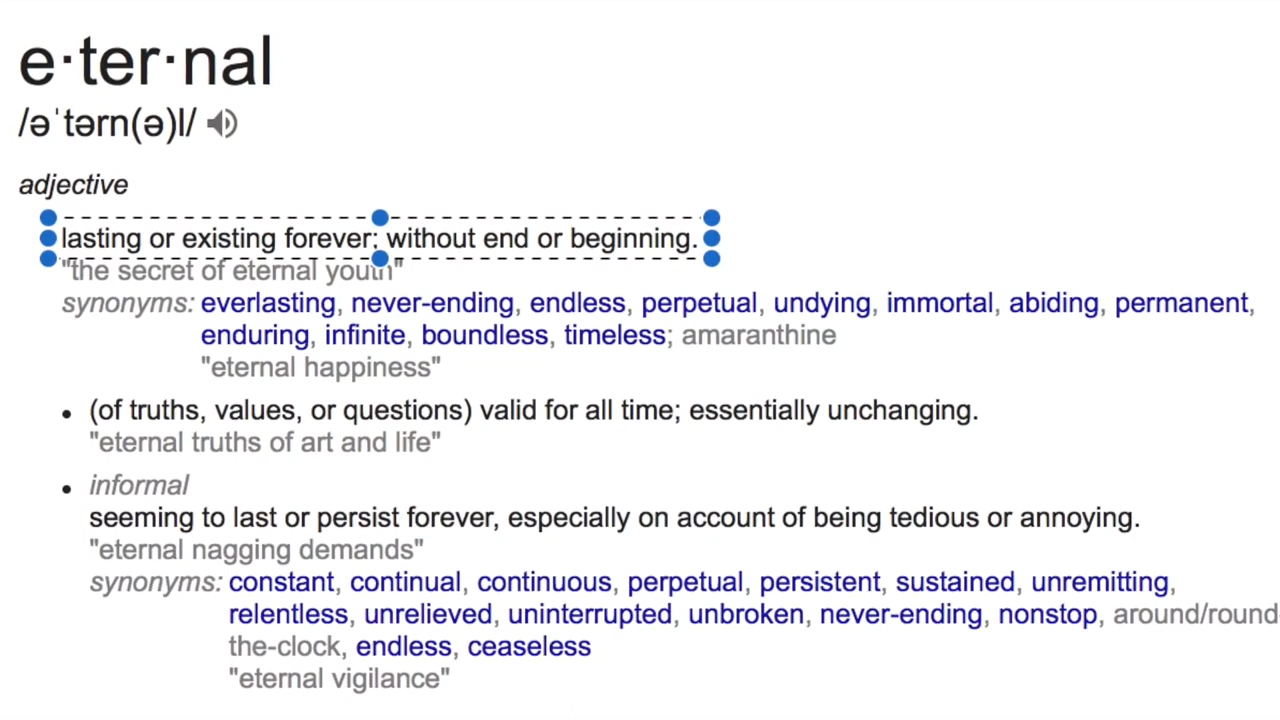 e·ter·nal
/əˈtərn(ə)l/
adjective
lasting or existing forever; without end or beginning.
"the secret of eternal youth"
synonyms: everlasting, never-ending, endless, perpetual, undying, immortal, abiding, permanent,
enduring, infinite, boundless, timeless; amaranthine
"eternal happiness"
• (of truths, values, or questions) valid for all time; essentially unchanging.
"eternal truths of art and life"
• informal
seeming to last or persist forever, especially on account of being tedious or annoying.
"eternal nagging demands"
synonyms: constant, continual, continuous, perpetual, persistent, sustained, unremitting,
relentless, unrelieved, uninterrupted, unbroken, never-ending, nonstop, around/round-
the-clock, endless, ceaseless
"eternal vigilance"